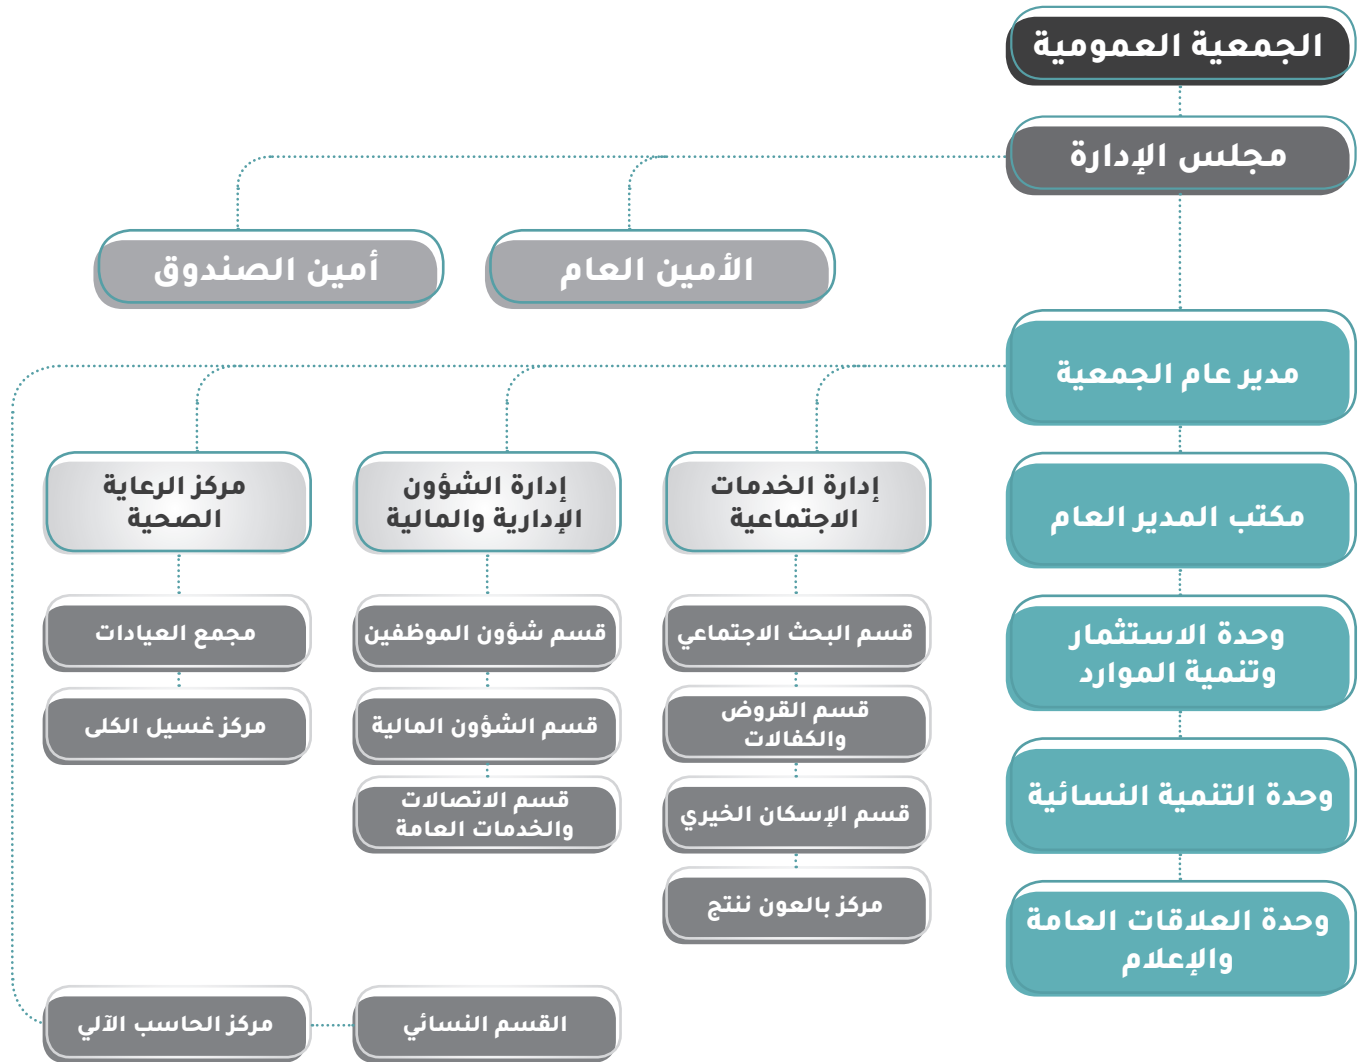 الجمعية العمومية
مجلس الإدارة
الأمين العام
أمين الصندوق
مدير عام الجمعية
مكتب المدير العام
وحدة الاستثمار
وتنمية الموارد
وحدة التنمية النسائية
وحدة العلاقات العامة
والإعلام
إدارة الخدمات
الاجتماعية
قسم البحث الاجتماعي
قسم القروض
والكفالات
قسم الإسكان الخيري
مركز بالعون ننتج
إدارة الشؤون
الإدارية والمالية
قسم شؤون الموظفين
قسم الشؤون المالية
قسم الاتصالات
والخدمات العامة
مركز الرعاية
الصحية
مجمع العيادات
مركز غسيل الكلى
القسم النسائي
مركز الحاسب الآلي